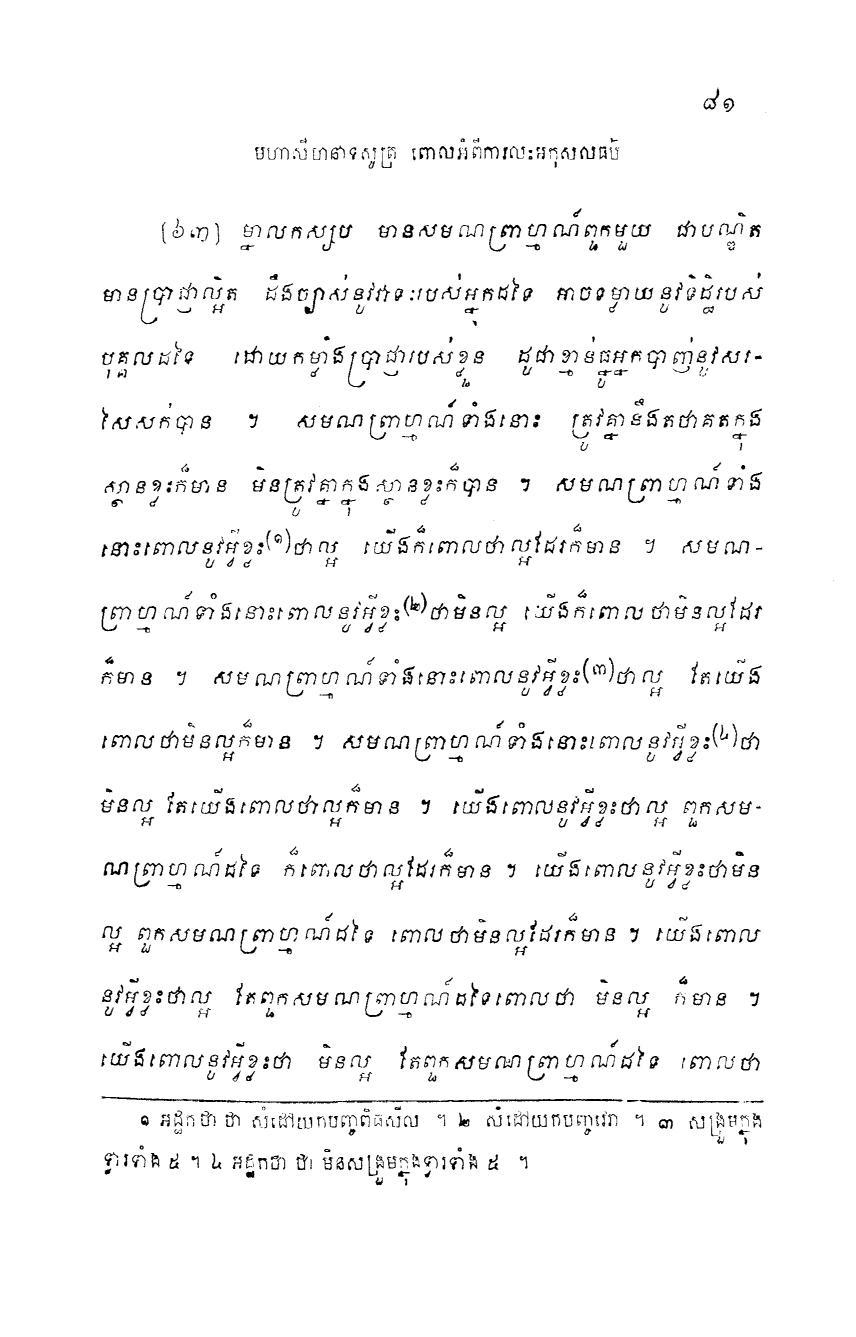 ៨១
មហាសីហនាទសូត្រ ពោលអំពីការលះអកុសលធម៌
[៦៣] ម្នាលកស្សប មានសមណព្រាហ្មណ៍ពួកមួយ ជាបណ្ឌិត
មានប្រាជ្ញាល្អិត ដឹងច្បាស់នូវវាទៈរបស់អ្នកដទៃ អាចទម្លាយនូវទិដ្ឋិរបស់
បុគ្គលដទៃ ដោយកម្លាំងប្រាជ្ញារបស់ខ្លួន ដូជាខ្មាន់ធ្នូអ្នកបាញ់នូវសរ-
សៃសក់បាន ។ សមណព្រាហ្មណ៍ទាំងនោះ ត្រូវគ្នានឹងតថាគតក្នុង
ស្ថានខ្លះក៏មាន មិនត្រូវគ្នាក្នុងស្ថានខ្លះក៏បាន ។ សមណព្រាហ្មណ៍ទាំង
នោះពោលនូវអ្វីខ្លះ(១)ថាល្អ យើងក៏ពោលថាល្អដែរក៏មាន ។ សមណ-
ព្រាហ្មណ៍ទាំងនោះពោលនូវអ្វីខ្លះ(២)ថាមិនល្អ យើងក៏ពោលថាមិនល្អដែរ
ក៏មាន ។ សមណព្រាហ្មណ៍ទាំងនោះពោលនូវអ្វីខ្លះ(៣)ថាល្អ តែយើង
ពោលថាមិនល្អក៏មាន ។ សមណព្រាហ្មណ៍ទាំងនោះពោលនូវអ្វីខ្លះ(៤)ថា
មិនល្អ តែយើងពោលថាល្អក៏មាន ។ យើងពោលនូវអ្វីខ្លះថាល្អ ពួកសម-
ណព្រាហ្មណ៍ដទៃ ក៏ពោលថាល្អដែរក៏មាន ។ យើងពោលនូវអ្វីខ្លះថាមិន
ល្អ ពួកសមណព្រាហ្មណ៍ដទៃ ពោលថាមិនល្អដែរក៏មាន ។ យើងពោល
នូវអ្វីខ្លះថាល្អ តែពួកសមណព្រាហ្មណ៍ដទៃពោលថា មិនល្អ ក៏មាន ។
យើងពោលនូវអ្វីខ្លះថា មិនល្អ តែពួកសមណព្រាហ្មណ៍ដទៃ ពោលថា
១ អដ្ឋកថា ថា សំដៅយកបញ្ចពិធសីល ។ ២ សំដៅយកបញ្ចវេរា ។ ៣ សង្រួមក្នុង
ទ្វារទាំង ៥ ។ ៤ អដ្ឋកថា ថា មិនសង្រួមក្នុងទ្វារទាំង ៥ ។